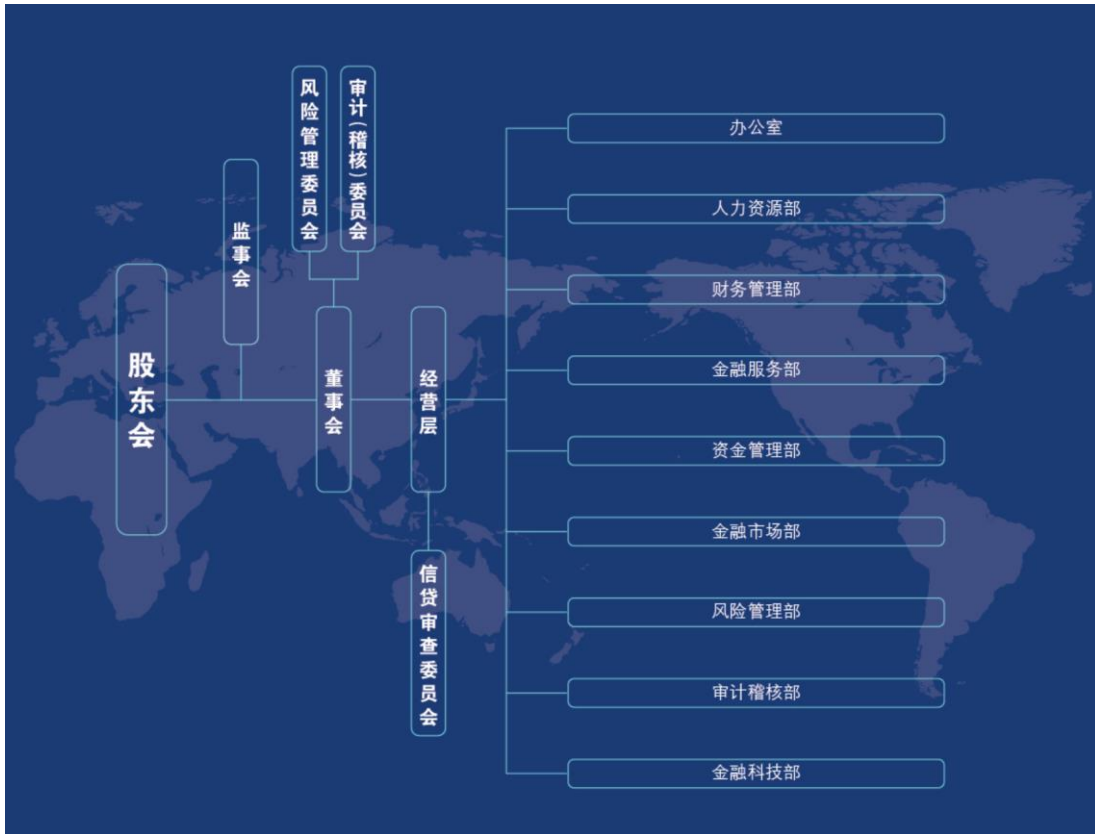 股东会
监事会
风险管理委员会
审计(稽核)委员会
董事会
经营层
信贷审查委员会
办公室
人力资源部
财务管理部
金融服务部
资金管理部
金融市场部
风险管理部
审计稽核部
金融科技部